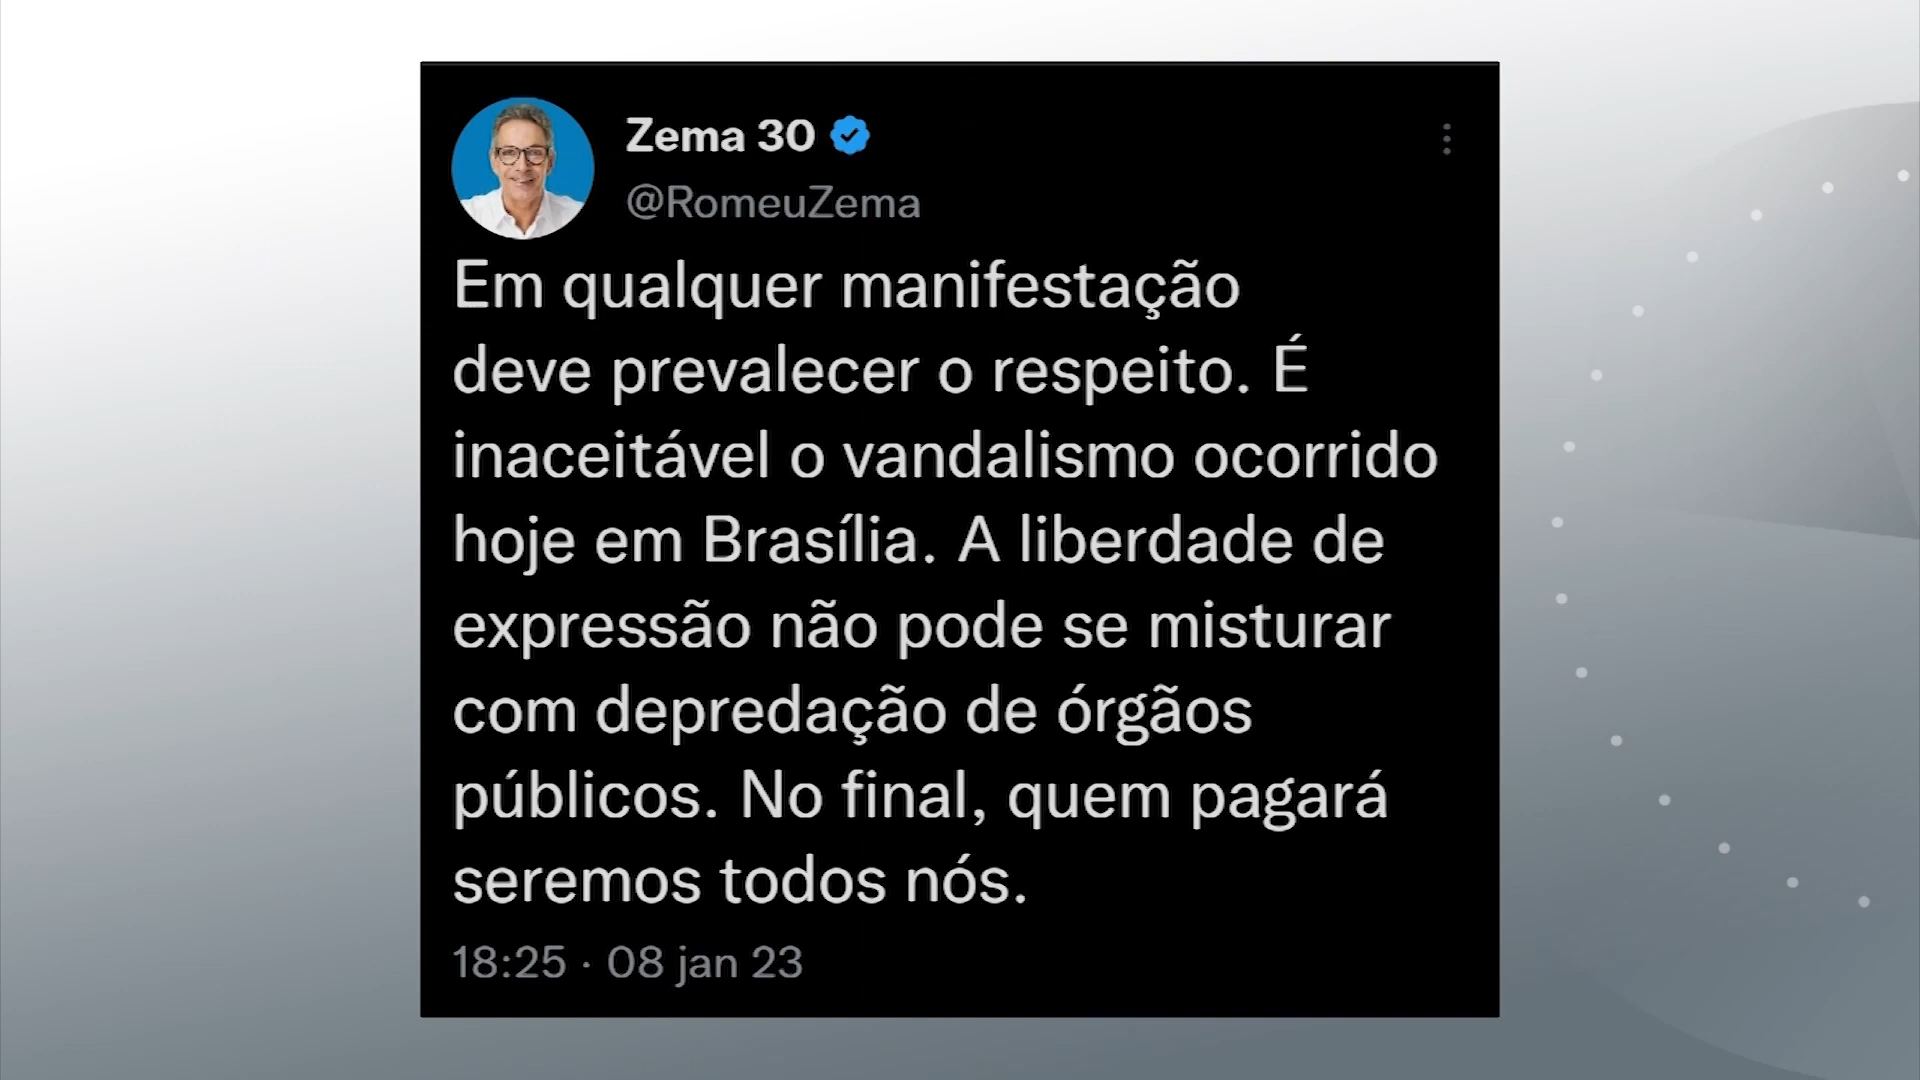 Zema 30
@RomeuZema
Em qualquer manifestação
deve prevalecer o respeito. É
inaceitável o vandalismo ocorrido
hoje em Brasília. A liberdade de
expressão não pode se misturar
com depredação de órgãos
públicos. No final, quem pagará
seremos todos nós.
18:25 · 08 jan 23